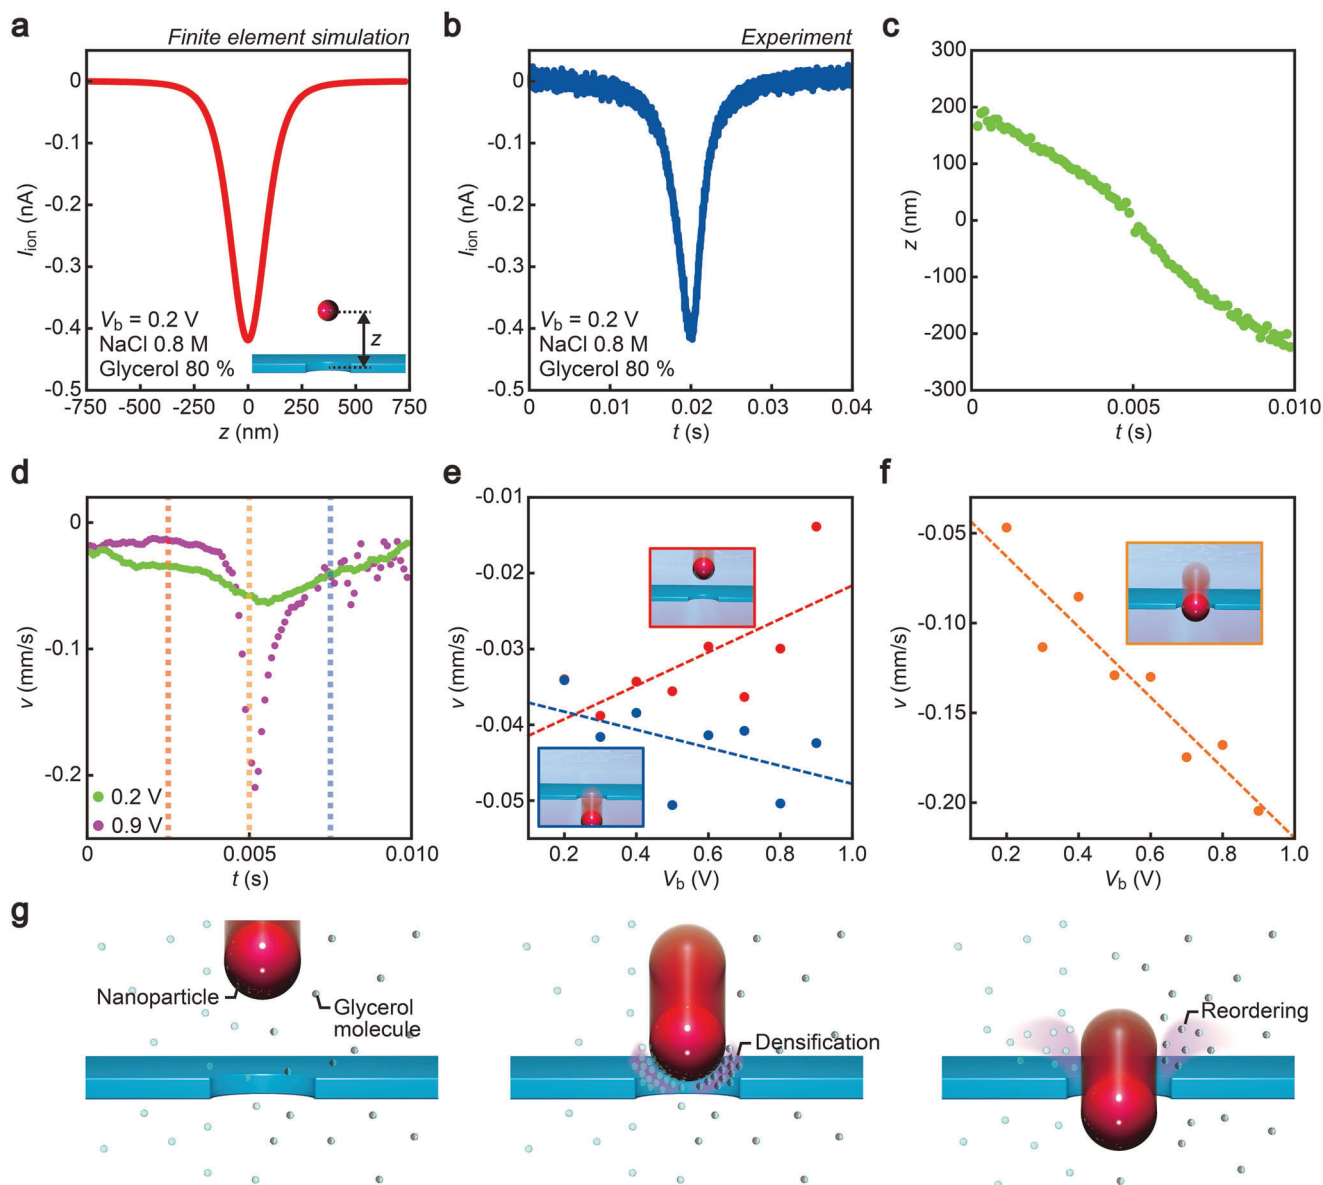 a
Finite element simulation
0
-0.1
-0.2
-0.3
-0.4
-0.5
I_ion (nA)
V_b = 0.2 V
NaCl 0.8 M
Glycerol 80 %
z
-750 -500 -250 0 250 500 750
z (nm)
b
Experiment
0
-0.1
-0.2
-0.3
-0.4
-0.5
I_ion (nA)
V_b = 0.2 V
NaCl 0.8 M
Glycerol 80 %
0 0.01 0.02 0.03 0.04
t (s)
c
300
200
100
0
-100
-200
-300
z (nm)
0 0.005 0.010
t (s)
d
0
-0.1
-0.2
v (mm/s)
0.2 V
0.9 V
0 0.005 0.010
t (s)
e
-0.01
-0.02
-0.03
-0.04
-0.05
v (mm/s)
0.2 0.4 0.6 0.8 1.0
V_b (V)
f
-0.05
-0.10
-0.15
-0.20
v (mm/s)
0.2 0.4 0.6 0.8 1.0
V_b (V)
g
Nanoparticle
Glycerol
molecule
Densification
Reordering